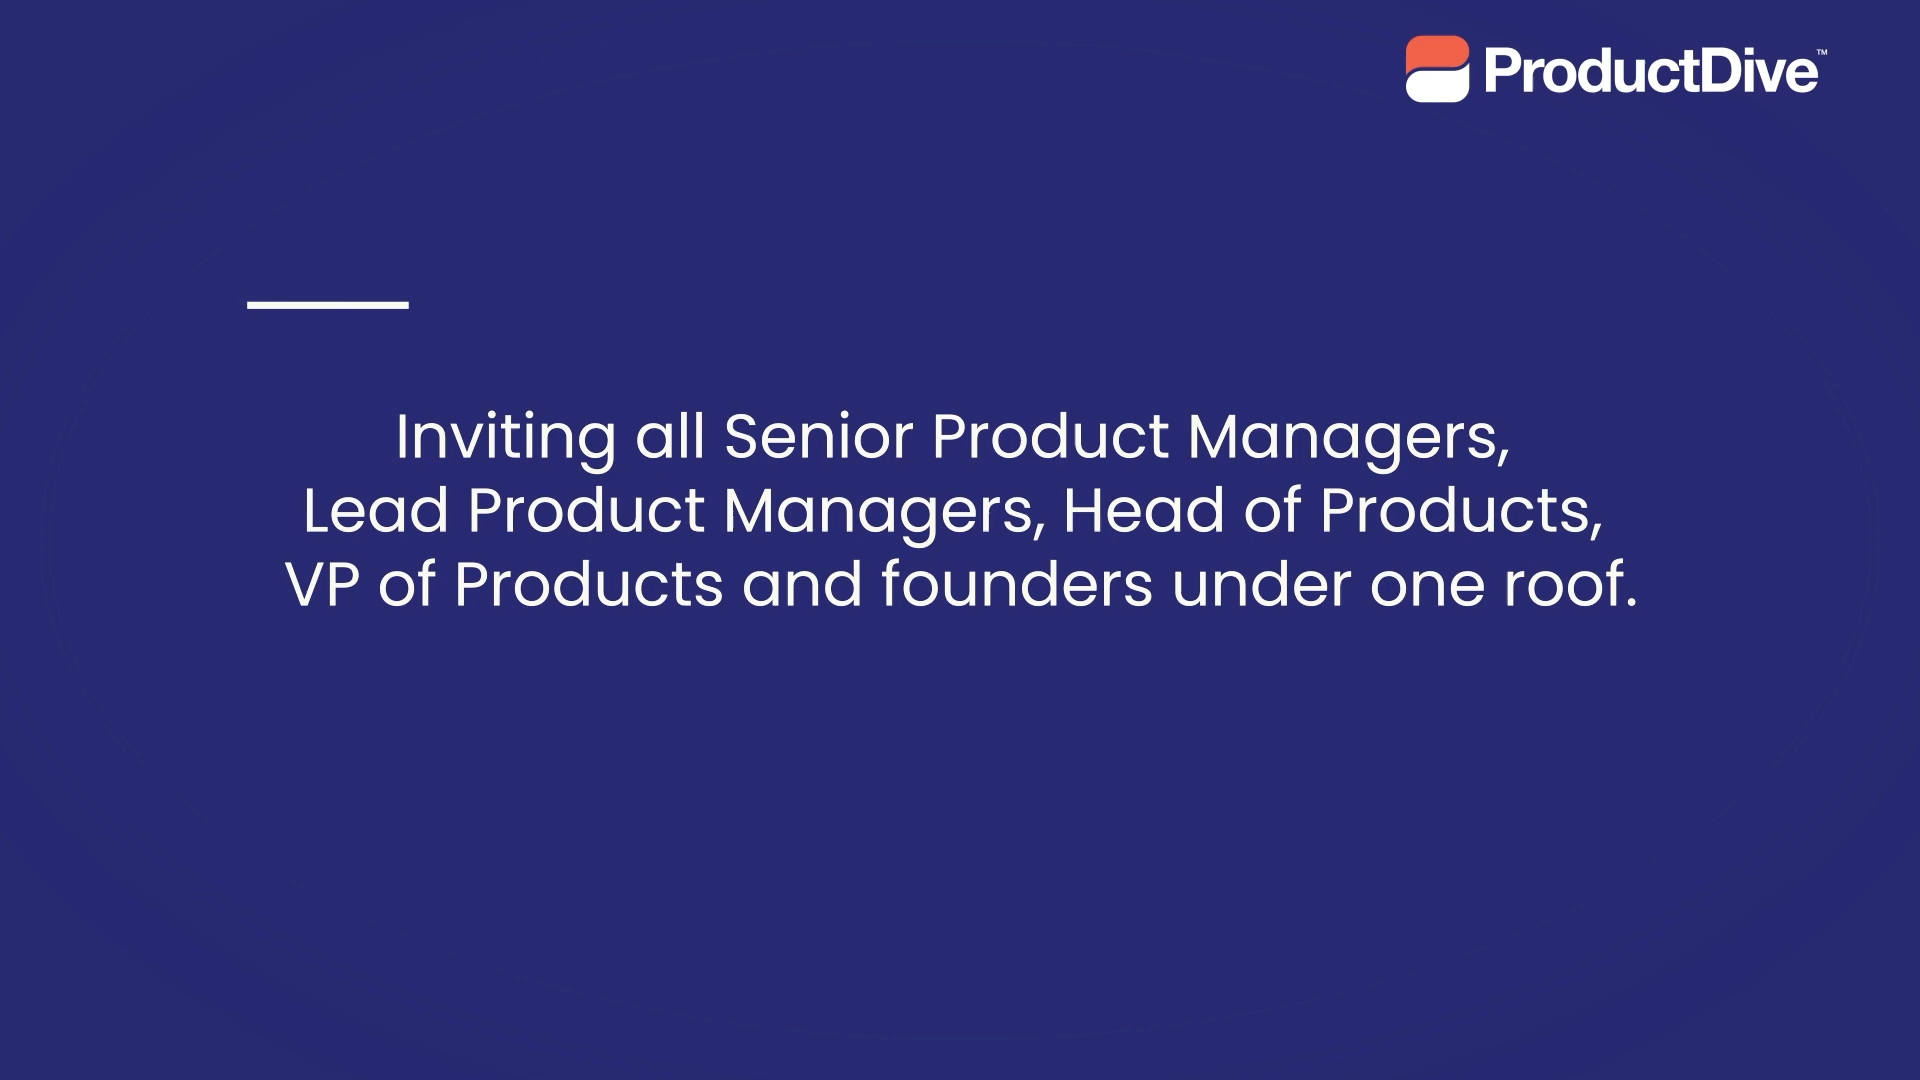 ProductDive™
Inviting all Senior Product Managers,
Lead Product Managers, Head of Products,
VP of Products and founders under one roof.